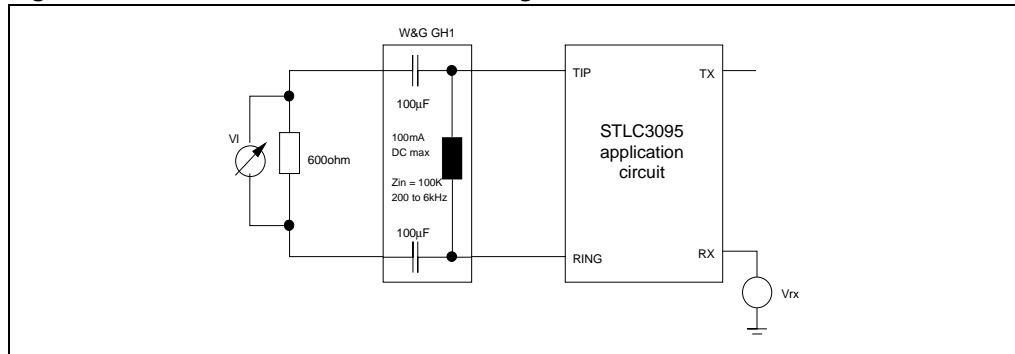 W&G GH1
TIP
TX
100μF
VI
600ohm
100mA
DC max
Zin = 100K
200 to 6kHz
STLC3095
application
circuit
100μF
RING
RX
Vrx